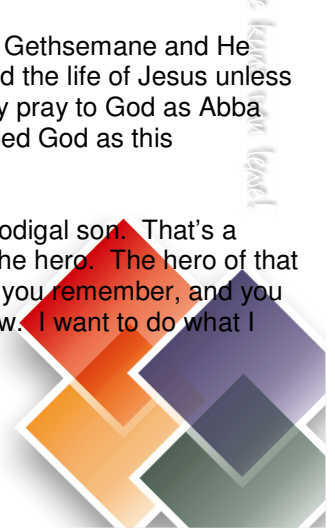 Gethsemane and He
d the life of Jesus unless
y pray to God as Abba
eed God as this
odigal son. That's a
he hero. The hero of that
you remember, and you
w. I want to do what I